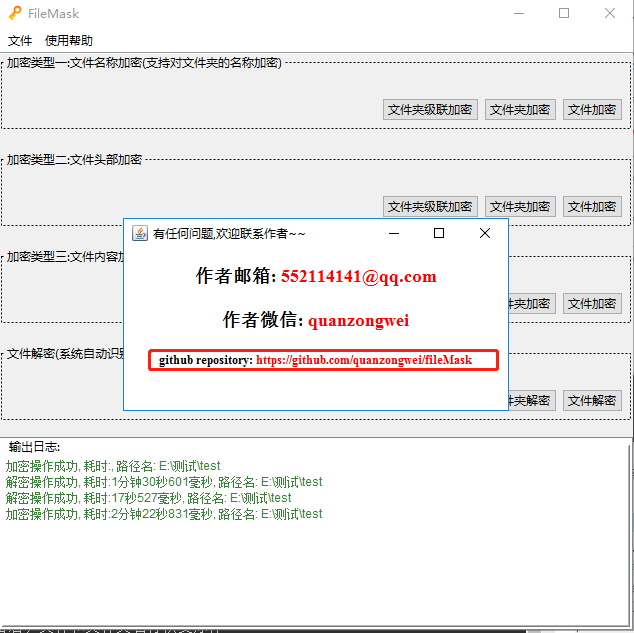 FileMask
文件 使用帮助
加密类型一:文件名称加密(支持对文件夹的名称加密)
文件夹级联加密 文件夹加密 文件加密
加密类型二:文件头部加密
文件夹级联加密 文件夹加密 文件加密
有任何问题,欢迎联系作者~~
加密类型三:文件内容加
作者邮箱: 552114141@qq.com
夹加密 文件加密
作者微信: quanzongwei
文件解密(系统自动识别
github repository: https://github.com/quanzongwei/fileMask
夹解密 文件解密
输出日志:
加密操作成功, 耗时:, 路径名: E:\测试\test
解密操作成功, 耗时:1分钟30秒601毫秒, 路径名: E:\测试\test
解密操作成功, 耗时:17秒527毫秒, 路径名: E:\测试\test
加密操作成功, 耗时:2分钟22秒831毫秒, 路径名: E:\测试\test